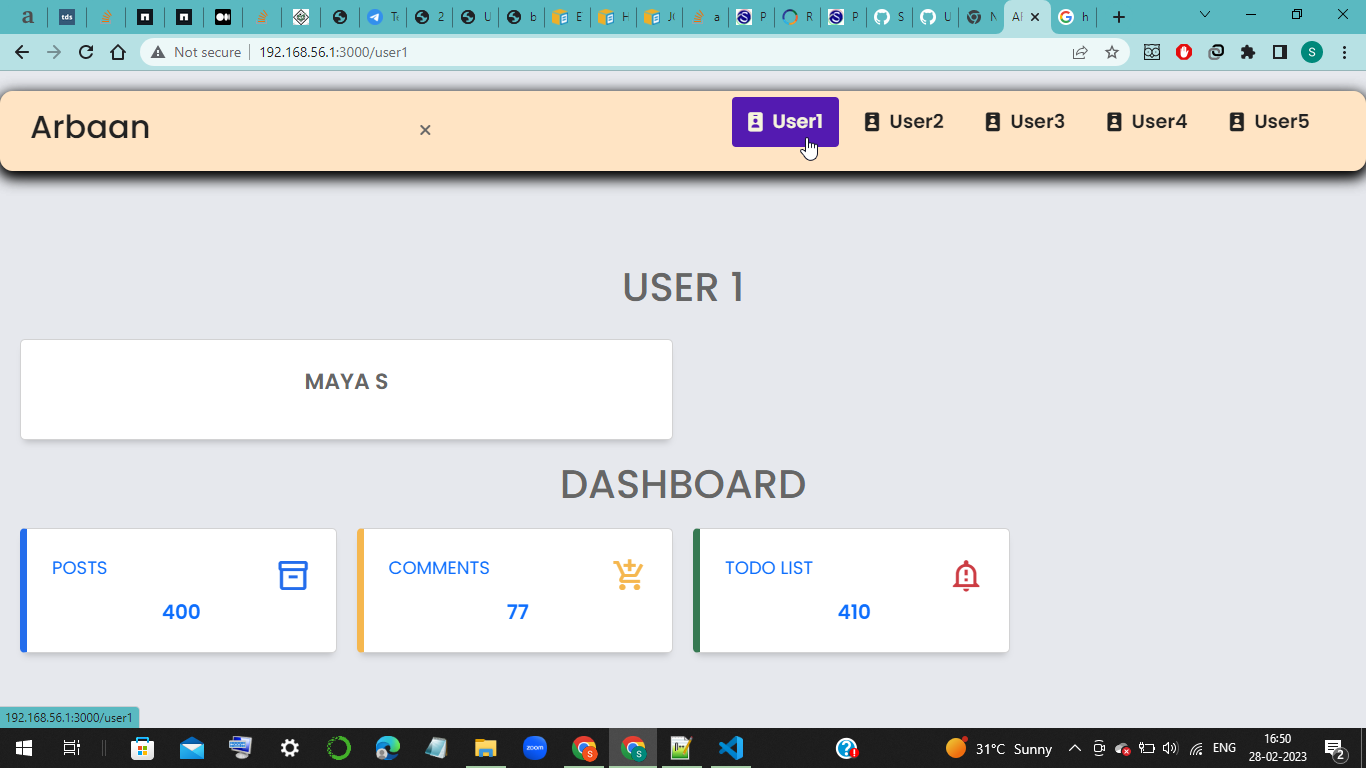 a tds Te 2 U b E H JC a P R P S U N Al h
Not secure 192.168.56.1:3000/user1 S
Arbaan × User1 User2 User3 User4 User5
USER 1
MAYA S
DASHBOARD
POSTS COMMENTS TODO LIST
400 77 410
192.168.56.1:3000/user1
zoom 31°C Sunny ENG 16:50
28-02-2023 2